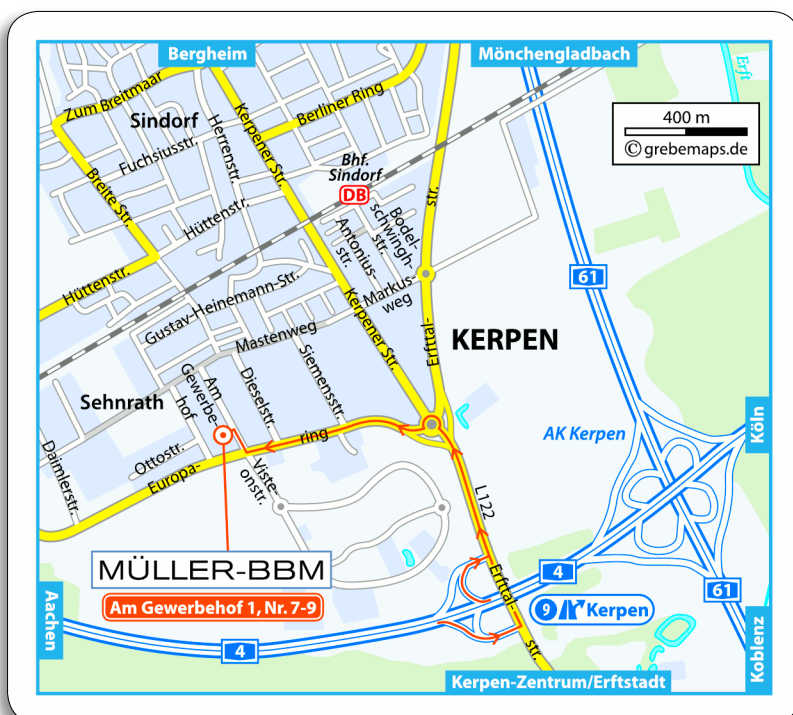 Bergheim
Mönchengladbach
Zum Breitmaar
Sindorf
Fuchsiusstr.
Herrenstr.
Kerpener Str.
Berliner Ring
Erft
400 m
© grebemaps.de
Bhf.
Sindorf
DB
Breite Str.
Hüttenstr.
Hüttenstr.
Bodel-
schwingh-
str.
Antonius-
str.
str.
Erfttal-
Markus-
weg
61
Gustav-Heinemann-Str.
Mastenweg
Kerpener Str.
KERPEN
Sehnrath
Am
Gewerbe-
hof
Dieselstr.
Siemensstr.
Köln
AK Kerpen
Daimlerstr.
Ottostr.
Europa-
ring
Viste-
onstr.
L122
MÜLLER-BBM
Am Gewerbehof 1, Nr. 7-9
Erfttal-
str.
4
9 Kerpen
61
Aachen
4
Koblenz
Kerpen-Zentrum/Erftstadt